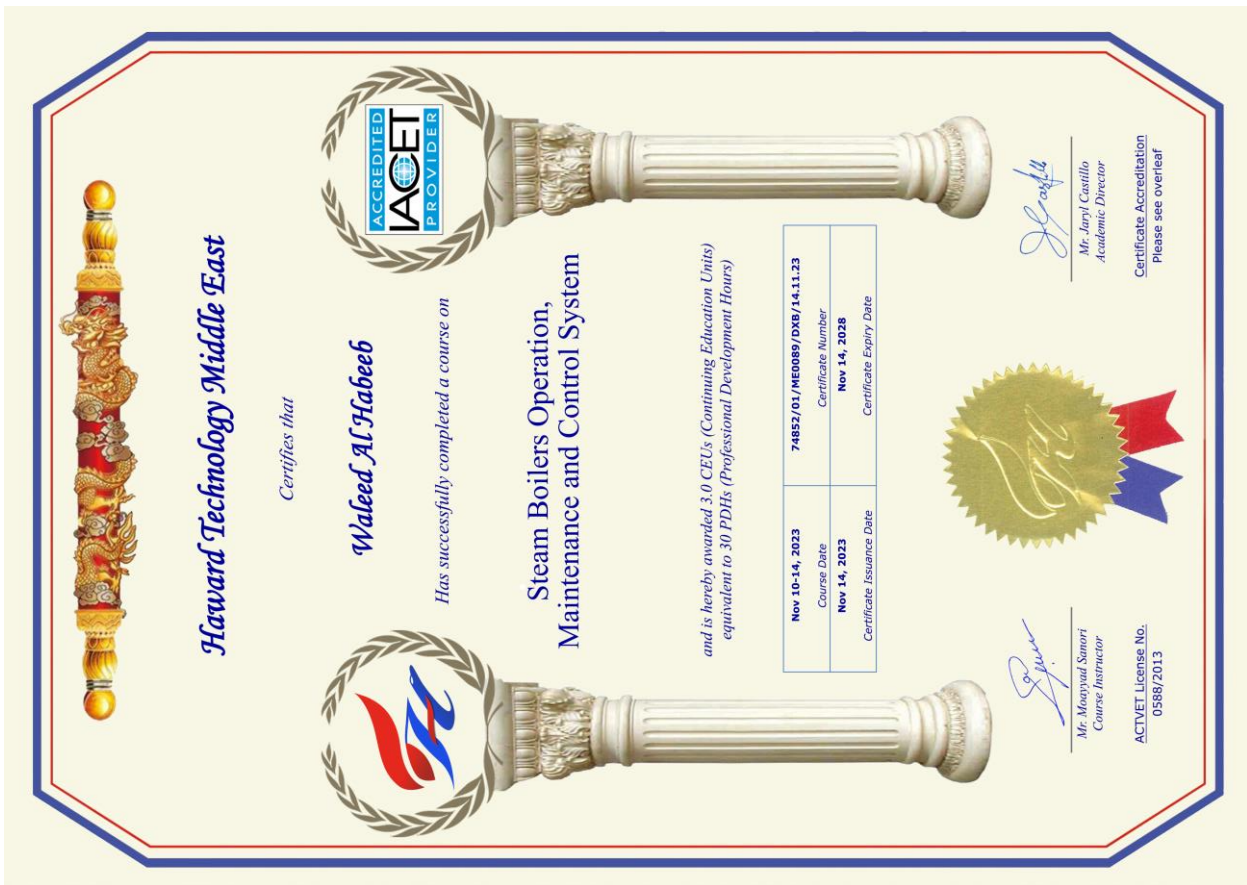 Haward Technology Middle East
Certifies that
ACCREDITED
IACET
PROVIDER
Waleed Al Habeeb
Has successfully completed a course on
Steam Boilers Operation,
Maintenance and Control System
and is hereby awarded 3.0 CEUs (Continuing Education Units)
equivalent to 30 PDHs (Professional Development Hours)
Nov 10-14, 2023 74852/01/ME0089/DXB/14.11.23
Course Date Certificate Number
Nov 14, 2023 Nov 14, 2028
Certificate Issuance Date Certificate Expiry Date
Mr. Moayyad Sanori
Course Instructor
ACTVET License No.
0588/2013
Mr. Jaryl Castillo
Academic Director
Certificate Accreditation
Please see overleaf